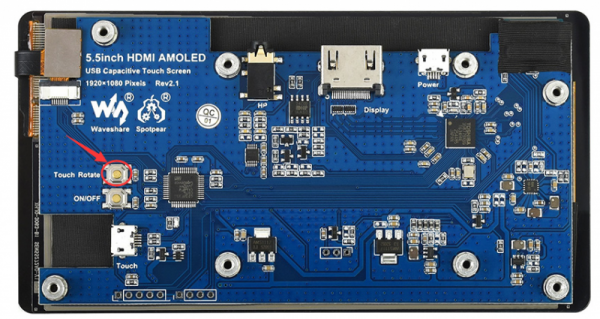 5.5inch HDMI AMOLED
USB Capacitive Touch Screen
1920×1080 Pixels Rev2.1
® ®
Waveshare Spotpear
QC
HP
Display
Power
Touch Rotate
ON/OFF
Touch